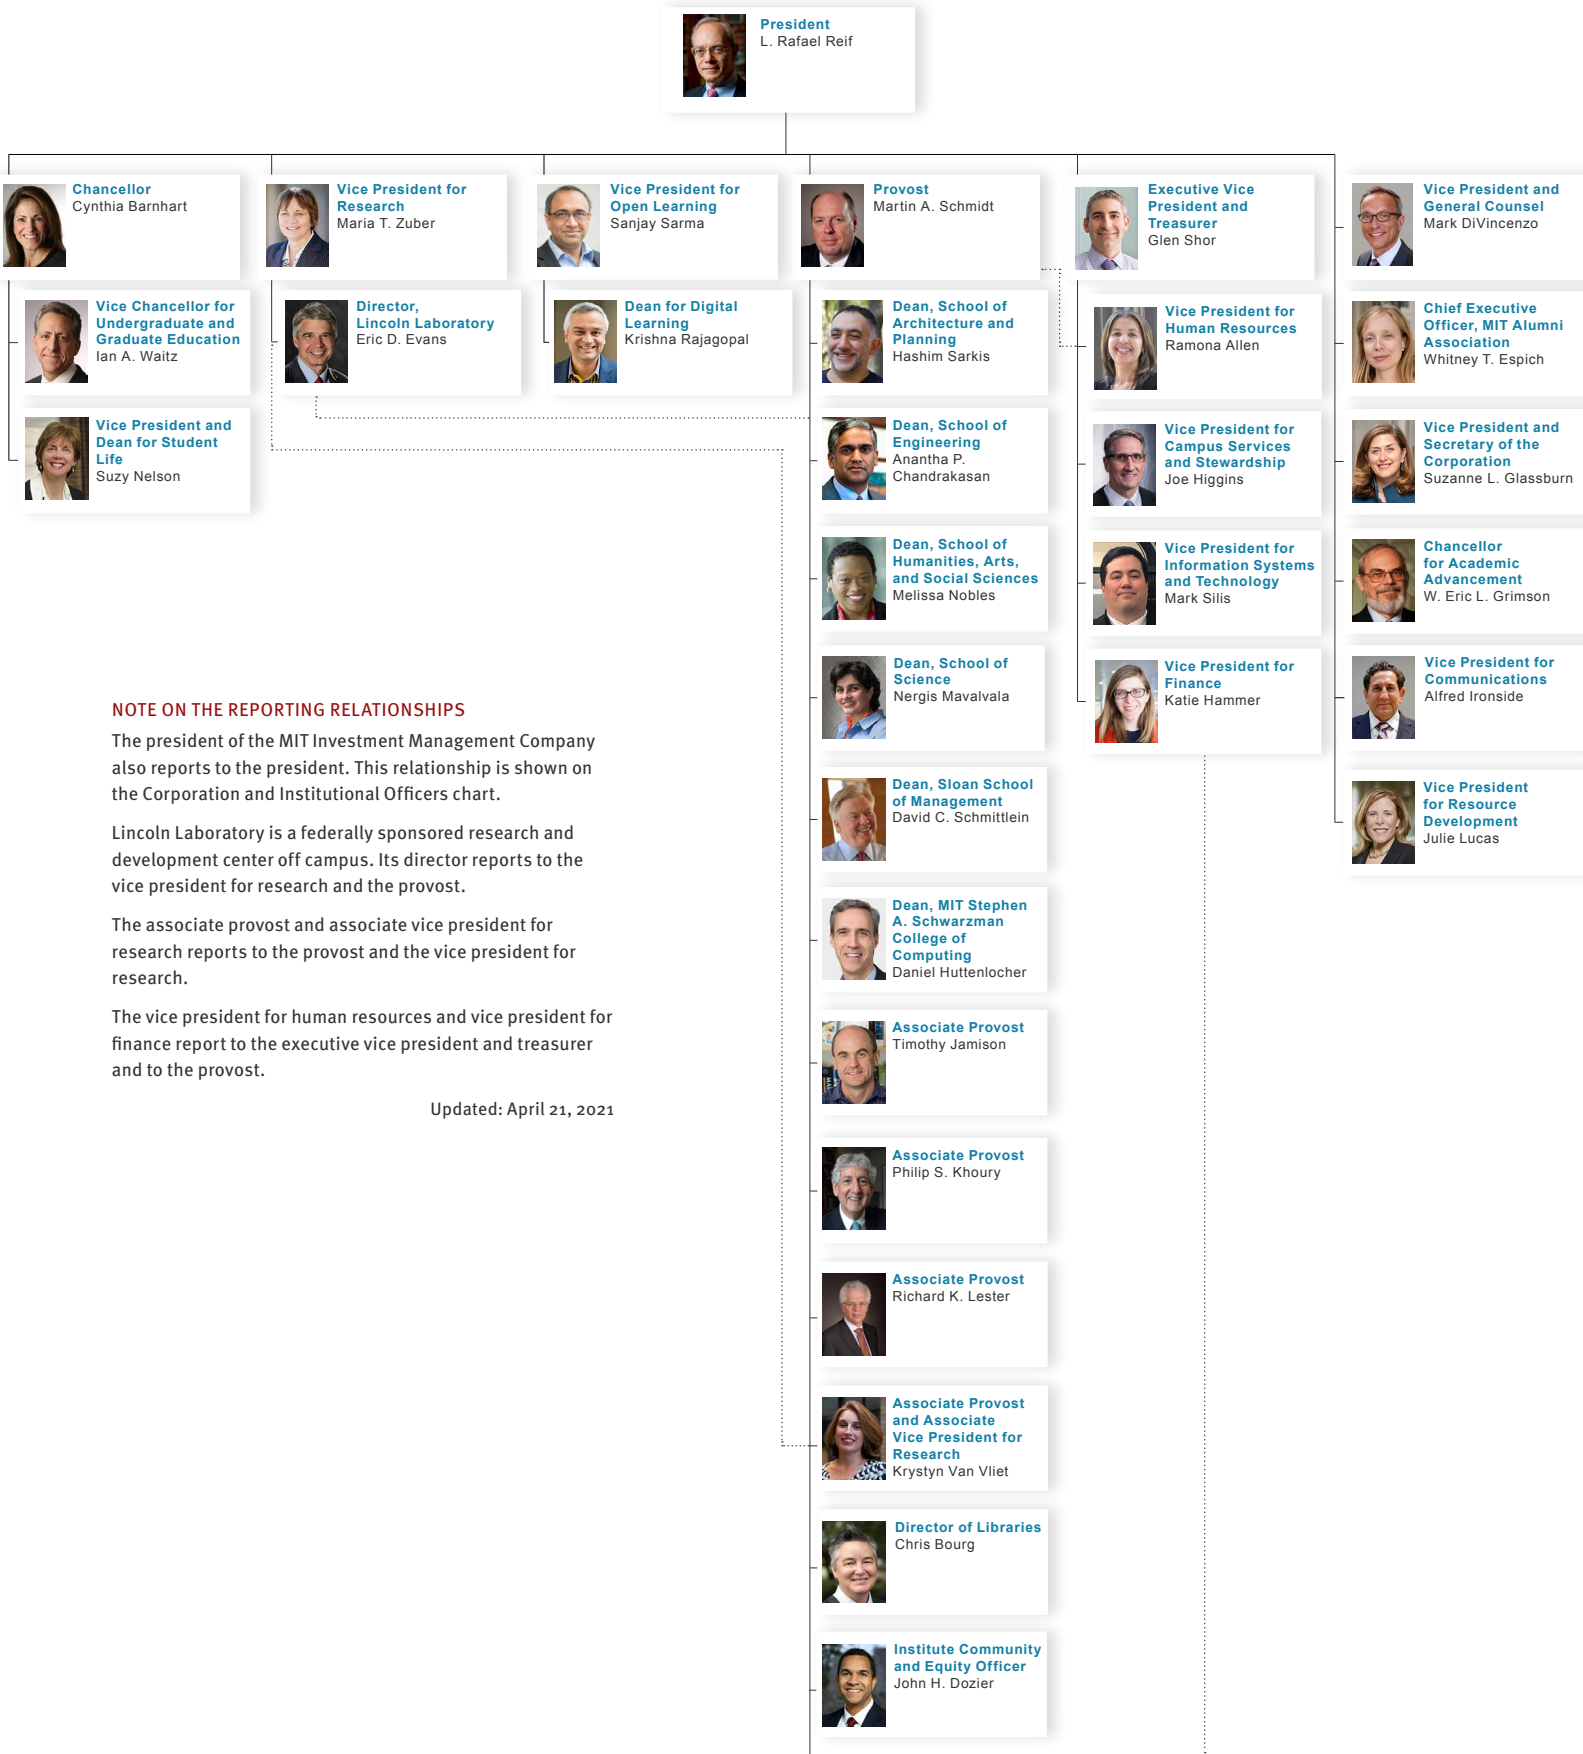 President
L. Rafael Reif
Chancellor
Cynthia Barnhart
Vice President for
Research
Maria T. Zuber
Vice President for
Open Learning
Sanjay Sarma
Provost
Martin A. Schmidt
Executive Vice
President and
Treasurer
Glen Shor
Vice President and
General Counsel
Mark DiVincenzo
Vice Chancellor for
Undergraduate and
Graduate Education
Ian A. Waitz
Director,
Lincoln Laboratory
Eric D. Evans
Dean for Digital
Learning
Krishna Rajagopal
Dean, School of
Architecture and
Planning
Hashim Sarkis
Vice President for
Human Resources
Ramona Allen
Chief Executive
Officer, MIT Alumni
Association
Whitney T. Espich
Vice President and
Dean for Student
Life
Suzy Nelson
Dean, School of
Engineering
Anantha P.
Chandrakasan
Vice President for
Campus Services
and Stewardship
Joe Higgins
Vice President and
Secretary of the
Corporation
Suzanne L. Glassburn
Dean, School of
Humanities, Arts,
and Social Sciences
Melissa Nobles
Vice President for
Information Systems
and Technology
Mark Silis
Chancellor
for Academic
Advancement
W. Eric L. Grimson
Dean, School of
Science
Nergis Mavalvala
Vice President for
Finance
Katie Hammer
Vice President for
Communications
Alfred Ironside
Dean, Sloan School
of Management
David C. Schmittlein
Vice President
for Resource
Development
Julie Lucas
Dean, MIT Stephen
A. Schwarzman
College of
Computing
Daniel Huttenlocher
Associate Provost
Timothy Jamison
Associate Provost
Philip S. Khoury
Associate Provost
Richard K. Lester
Associate Provost
and Associate
Vice President for
Research
Krystyn Van Vliet
Director of Libraries
Chris Bourg
Institute Community
and Equity Officer
John H. Dozier
NOTE ON THE REPORTING RELATIONSHIPS
The president of the MIT Investment Management Company
also reports to the president. This relationship is shown on
the Corporation and Institutional Officers chart.
Lincoln Laboratory is a federally sponsored research and
development center off campus. Its director reports to the
vice president for research and the provost.
The associate provost and associate vice president for
research reports to the provost and the vice president for
research.
The vice president for human resources and vice president for
finance report to the executive vice president and treasurer
and to the provost.
Updated: April 21, 2021